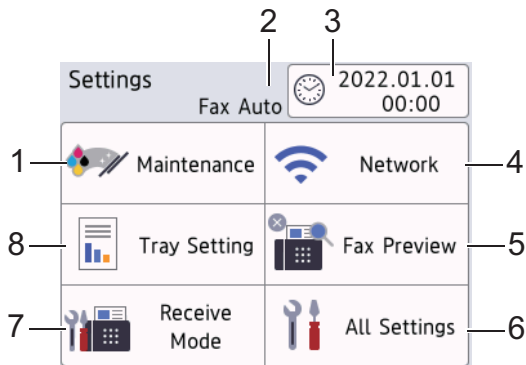 2 3
Settings
Fax Auto
2022.01.01
00:00
1 Maintenance
Network 4
8 Tray Setting
Fax Preview 5
7 Receive
Mode
All Settings 6